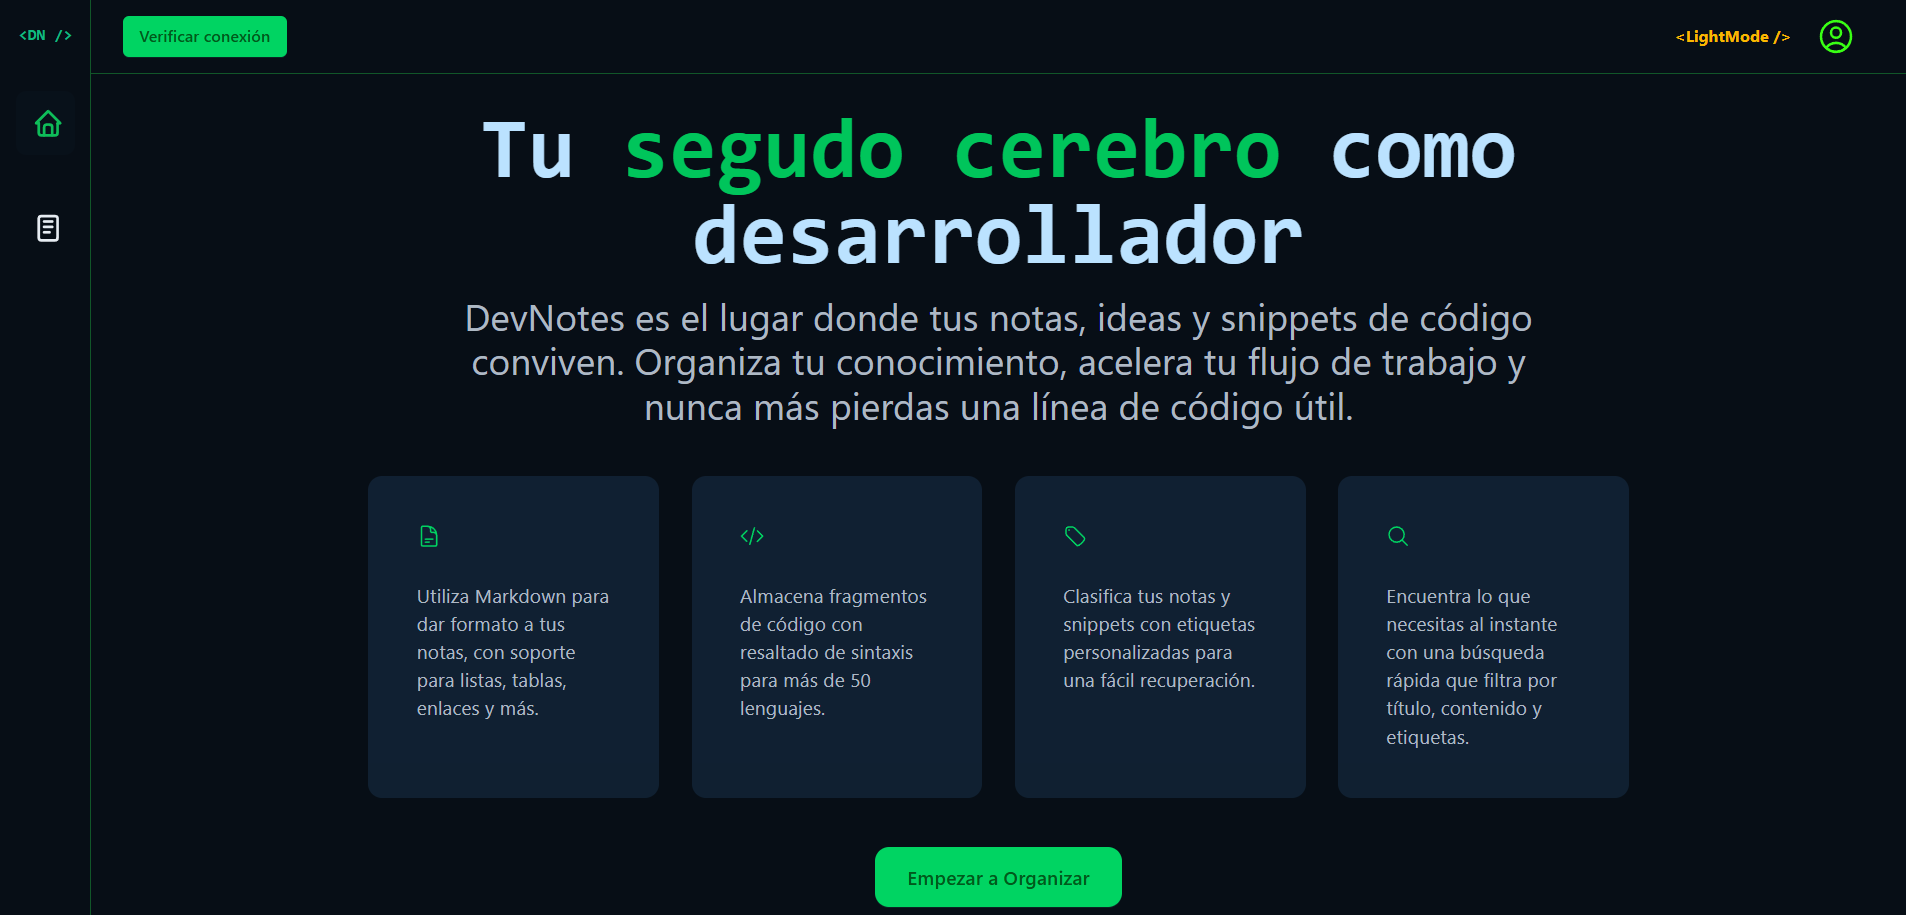 <DN />
Verificar conexión
<LightMode />
Tu segudo cerebro como
desarrollador
DevNotes es el lugar donde tus notas, ideas y snippets de código
conviven. Organiza tu conocimiento, acelera tu flujo de trabajo y
nunca más pierdas una línea de código útil.
Utiliza Markdown para
dar formato a tus
notas, con soporte
para listas, tablas,
enlaces y más.
Almacena fragmentos
de código con
resaltado de sintaxis
para más de 50
lenguajes.
Clasifica tus notas y
snippets con etiquetas
personalizadas para
una fácil recuperación.
Encuentra lo que
necesitas al instante
con una búsqueda
rápida que filtra por
título, contenido y
etiquetas.
Empezar a Organizar